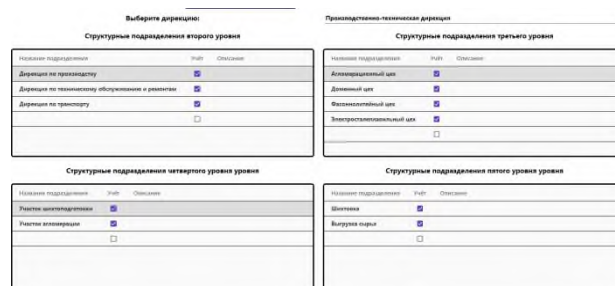 Выберите дирекцию:
Производственно-техническая дирекция
Структурные подразделения второго уровня
Название подразделения Учёт Описание
Дирекция по производству
Дирекция по техническому обслуживанию и ремонтам
Дирекция по транспорту
Структурные подразделения третьего уровня
Название подразделения Учёт Описание
Агломерационный цех
Доменный цех
Фасоннолитейный цех
Электросталеплавильный цех
Структурные подразделения четвертого уровня уровня
Название подразделения Учёт Описание
Участок шихтоподготовки
Участок агломерации
Структурные подразделения пятого уровня уровня
Название подразделения Учёт Описание
Шихтовка
Выгрузка сырья